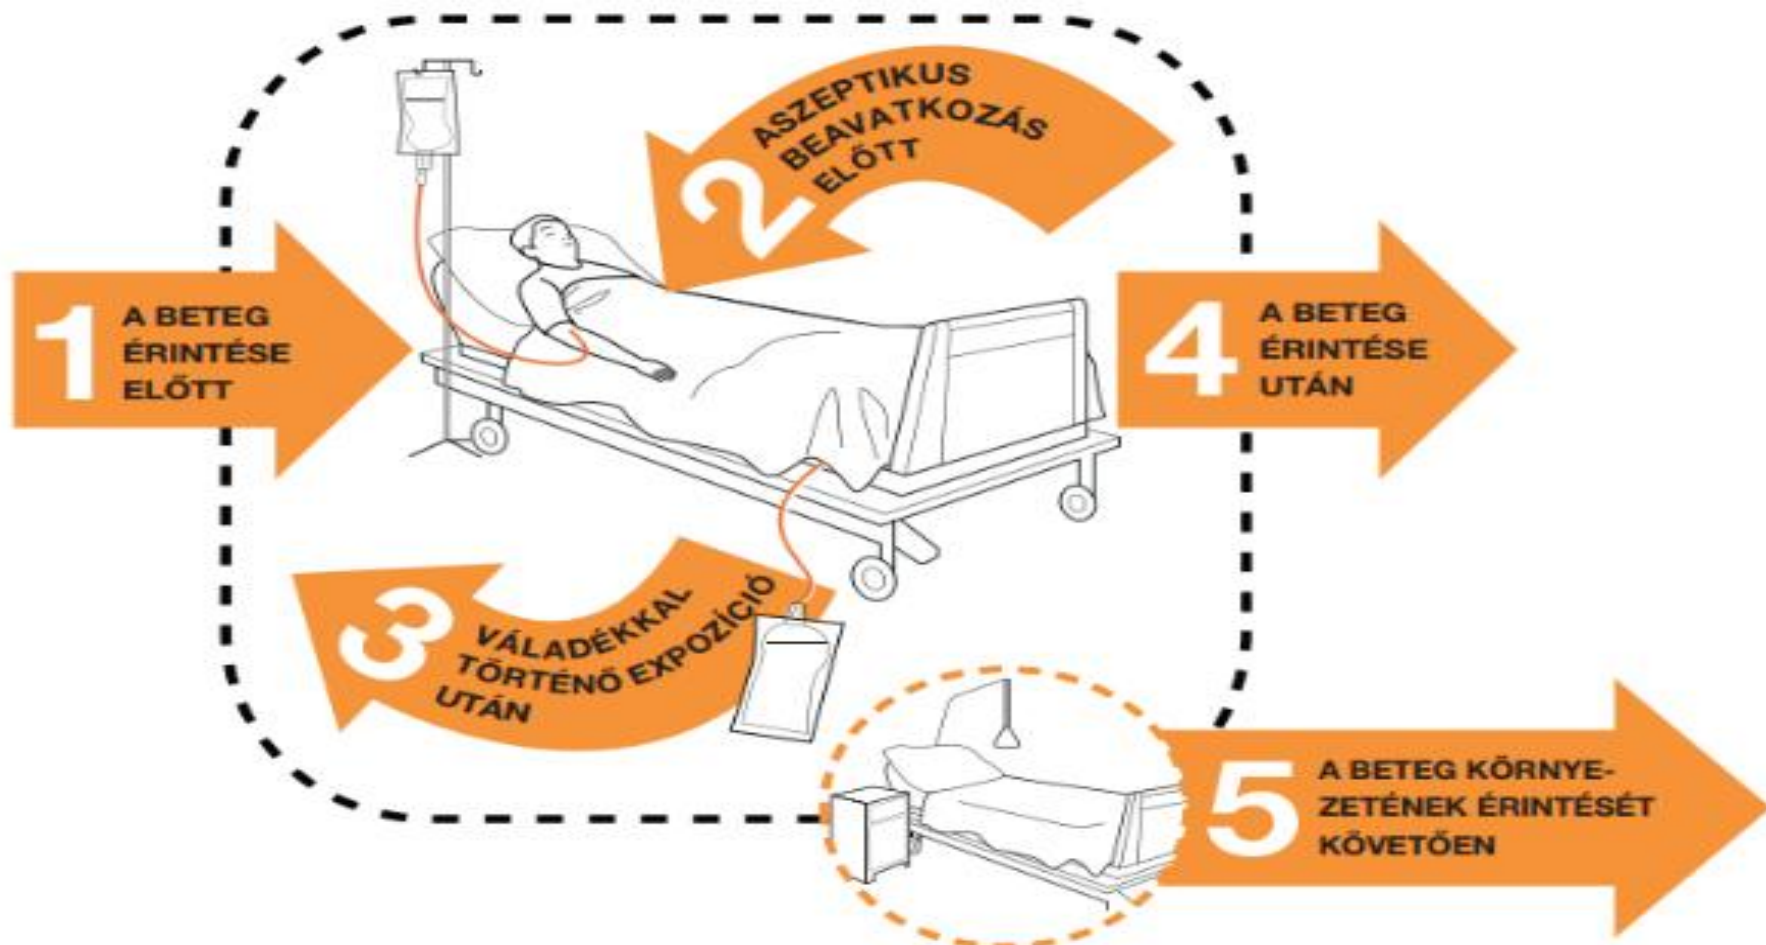 1
A BETEG
ÉRINTÉSE
ELŐTT
2
ASZEPTIKUS
BEAVATKOZÁS
ELŐTT
3
VÁLADÉKKAL
TÖRTÉNŐ EXPOZÍCIÓ
UTÁN
4
A BETEG
ÉRINTÉSE
UTÁN
5
A BETEG KÖRNYE-
ZETÉNEK ÉRINTÉSÉT
KÖVETŐEN